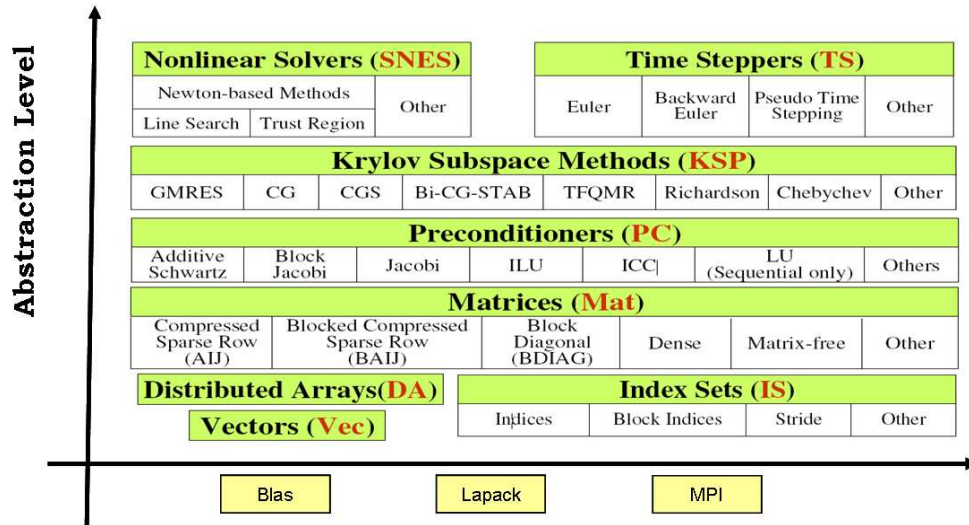 Abstraction Level
Nonlinear Solvers (SNES)
Newton-based Methods
Line Search
Trust Region
Other
Time Steppers (TS)
Euler
Backward
Euler
Pseudo Time
Stepping
Other
Krylov Subspace Methods (KSP)
GMRES
CG
CGS
Bi-CG-STAB
TFQMR
Richardson
Chebychev
Other
Preconditioners (PC)
Additive
Schwartz
Block
Jacobi
Jacobi
ILU
ICC
LU
(Sequential only)
Others
Matrices (Mat)
Compressed
Sparse Row
(AIJ)
Blocked Compressed
Sparse Row
(BAIJ)
Block
Diagonal
(BDIAG)
Dense
Matrix-free
Other
Distributed Arrays(DA)
Vectors (Vec)
Index Sets (IS)
Indices
Block Indices
Stride
Other
Blas
Lapack
MPI